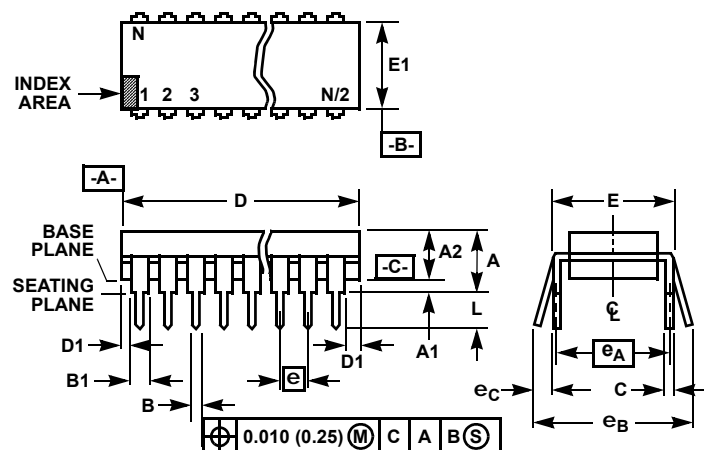 N
E1
INDEX
AREA
1 2 3 N/2
-B-
-A-
D
E
BASE
PLANE
A2
A
-C-
SEATING
PLANE
L
℄
D1
A1
D1
eA
B1
e
eC
C
B
eB
⌖ 0.010 (0.25) Ⓜ C A B Ⓢ